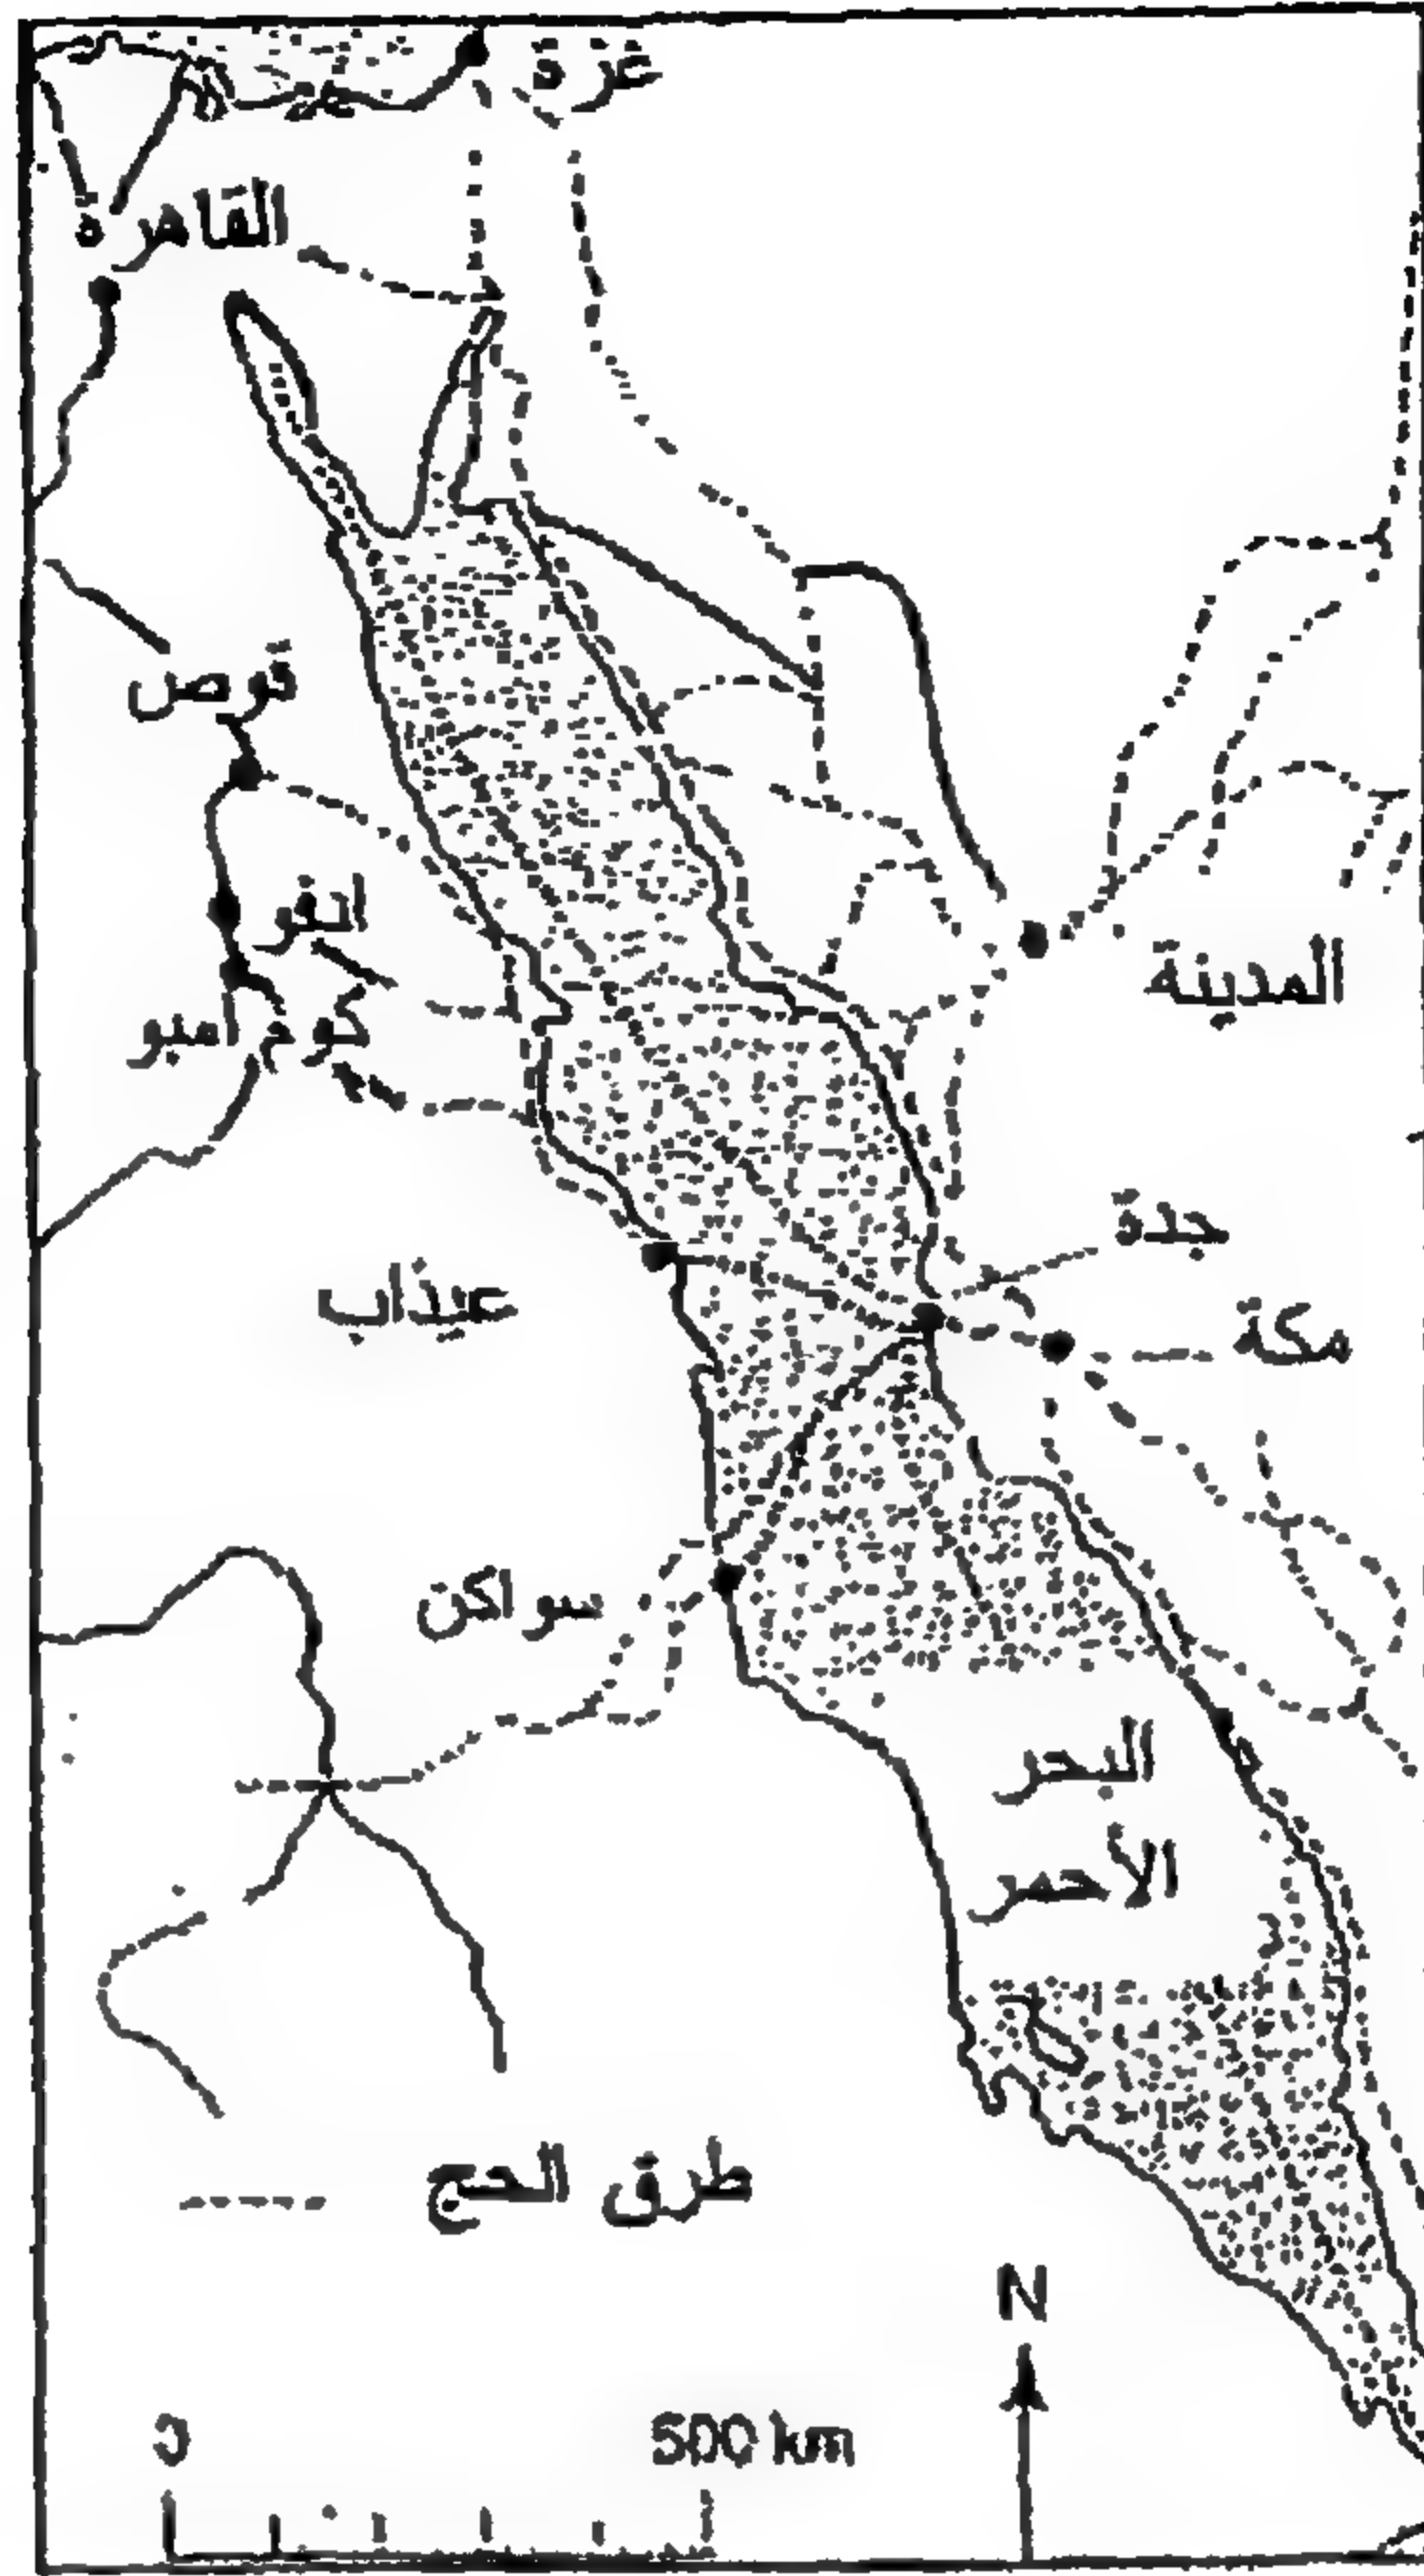 غزة
القاهرة
قوص
ادفو
المدينة
كوم امبو
جدة
عيذاب
مكة
سواكن
البحر
الأحمر
طرق الحج
N
0 500 km